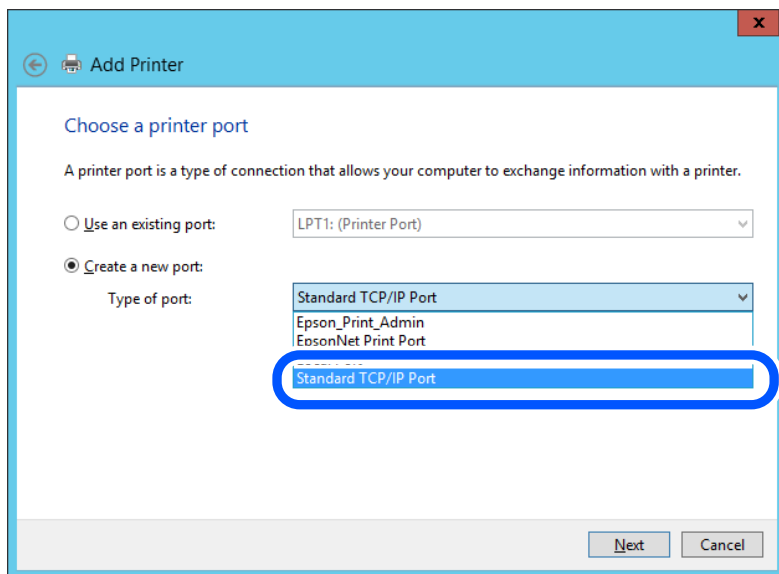 x
Add Printer
Choose a printer port
A printer port is a type of connection that allows your computer to exchange information with a printer.
Use an existing port: LPT1: (Printer Port)
Create a new port:
Type of port: Standard TCP/IP Port
Epson_Print_Admin
EpsonNet Print Port
Standard TCP/IP Port
Next Cancel